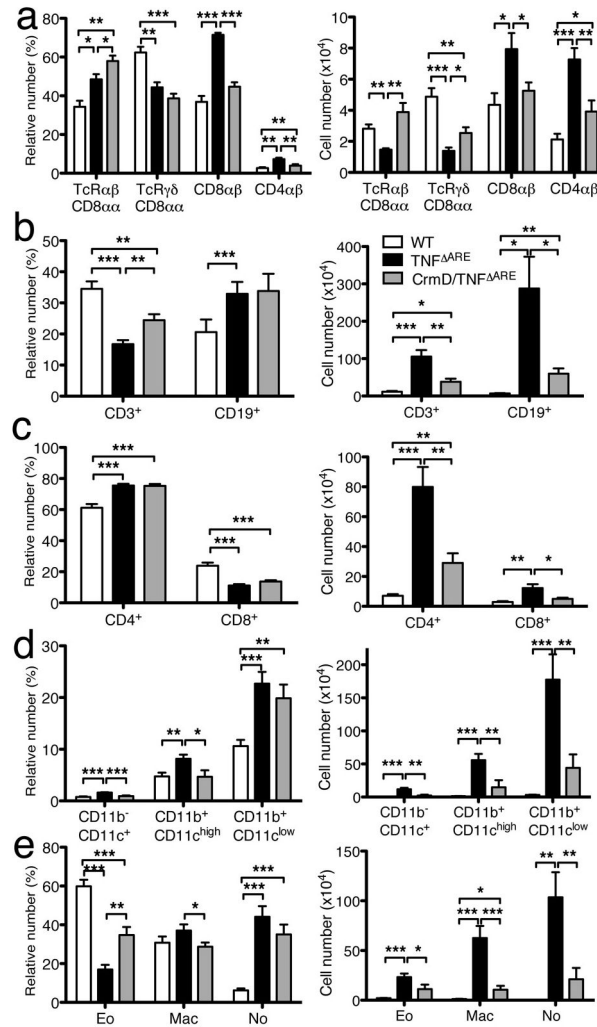 a
Relative number (%)
80
60
40
20
0
** * *
*** **
***
** ** **
TcRαβ CD8αα
TcRγδ CD8αα
CD8αβ
CD4αβ
Cell number (x10⁴)
10
8
6
4
2
0
** **
** *** *
* *
* *** **
TcRαβ CD8αα
TcRγδ CD8αα
CD8αβ
CD4αβ
b
Relative number (%)
50
40
30
20
10
0
** *** **
***
CD3⁺ CD19⁺
WT
TNF^ΔARE
CrmD/TNF^ΔARE
Cell number (x10⁴)
400
300
200
100
0
* *** **
** * *
CD3⁺ CD19⁺
c
Relative number (%)
100
80
60
40
20
0
*** ***
*** ***
CD4⁺ CD8⁺
Cell number (x10⁴)
100
80
60
40
20
0
** *** **
** *
CD4⁺ CD8⁺
d
Relative number (%)
30
20
10
0
*** ***
** *
** ***
CD11b⁻ CD11c⁺
CD11b⁺ CD11c^high
CD11b⁺ CD11c^low
Cell number (x10⁴)
200
150
100
50
0
*** **
*** **
*** **
CD11b⁻ CD11c⁺
CD11b⁺ CD11c^high
CD11b⁺ CD11c^low
e
Relative number (%)
80
60
40
20
0
*** *** **
*
*** ***
Eo Mac No
Cell number (x10⁴)
150
100
50
0
*** *
* *** ***
** **
Eo Mac No